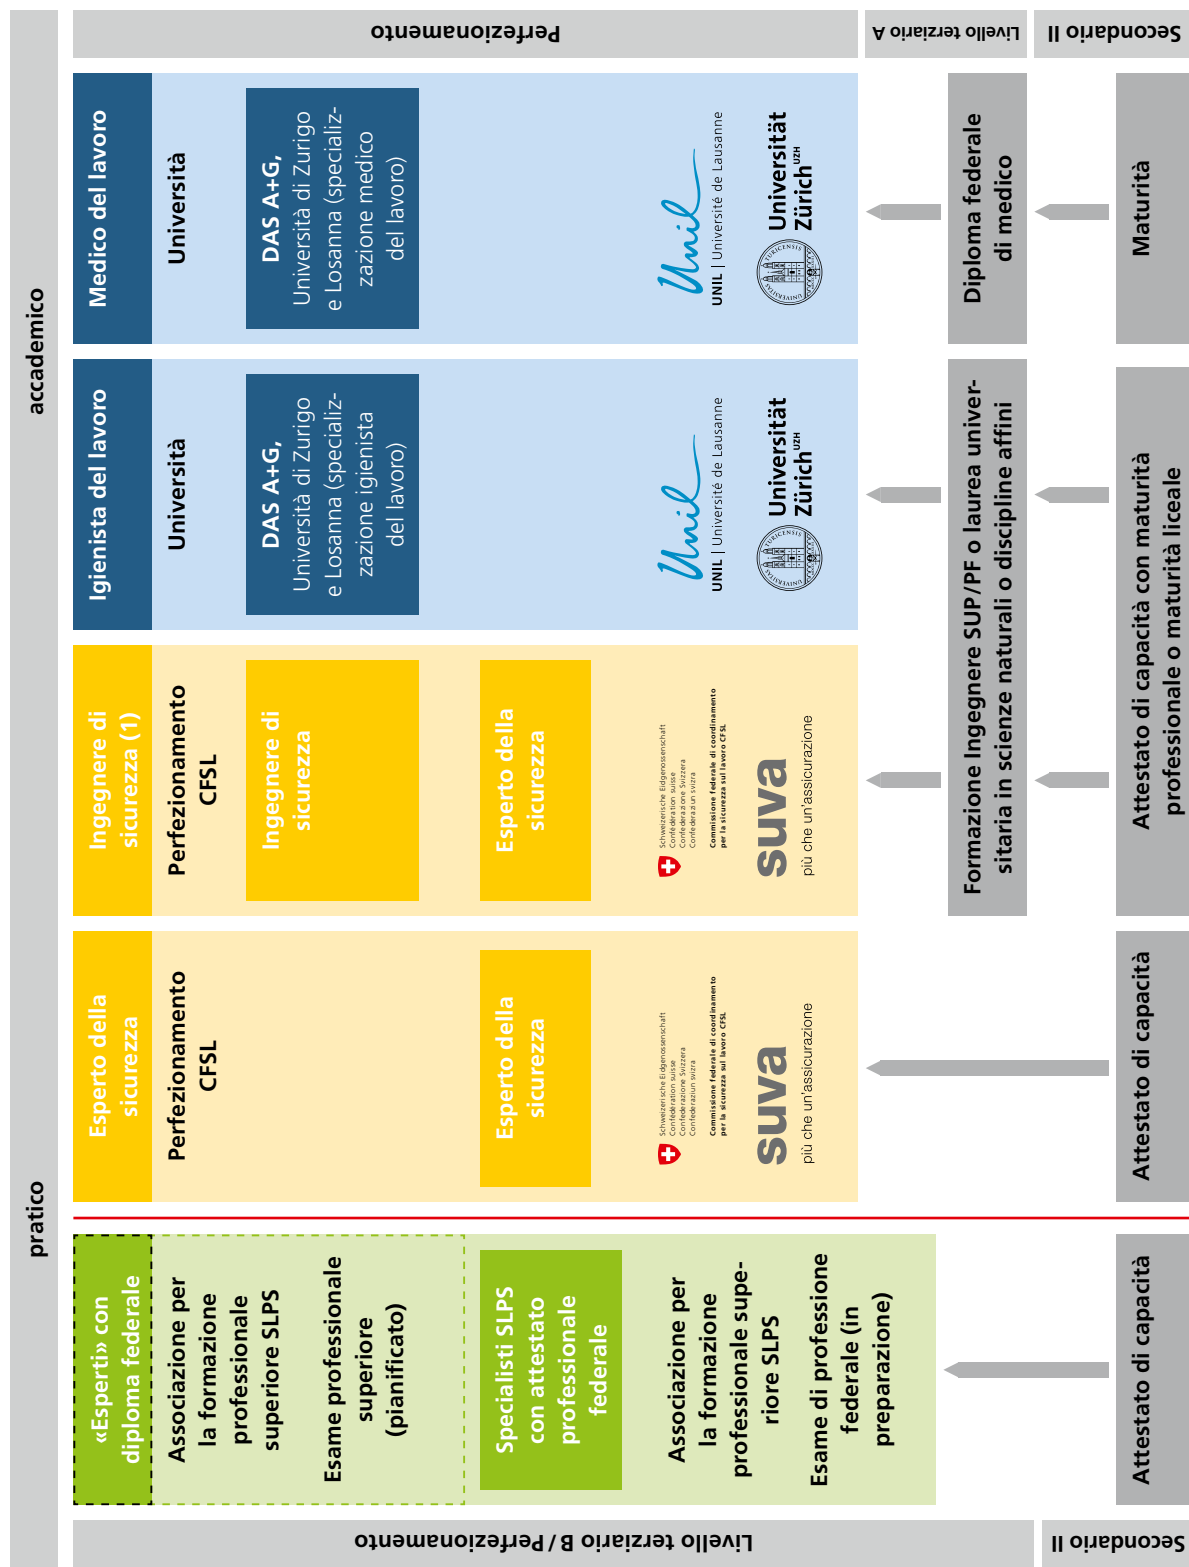 pratico
accademico
Livello terziario B / Perfezionamento
Secondario II
«Esperti» con
diploma federale
Associazione per
la formazione
professionale
superiore SLPS
Esame professionale
superiore
(pianificato)
Specialisti SLPS
con attestato
professionale
federale
Associazione per
la formazione
professionale supe-
riore SLPS
Esame di professione
federale (in
preparazione)
Attestato di capacità
Esperto della
sicurezza
Perfezionamento
CFSL
Esperto della
sicurezza
Schweizerische Eidgenossenschaft
Confédération suisse
Confederazione Svizzera
Confederaziun svizra
Commissione federale di coordinamento
per la sicurezza sul lavoro CFSL
suva
più che un'assicurazione
Attestato di capacità
Ingegnere di
sicurezza (1)
Perfezionamento
CFSL
Ingegnere di
sicurezza
Esperto della
sicurezza
Schweizerische Eidgenossenschaft
Confédération suisse
Confederazione Svizzera
Confederaziun svizra
Commissione federale di coordinamento
per la sicurezza sul lavoro CFSL
suva
più che un'assicurazione
Igienista del lavoro
Università
DAS A+G,
Università di Zurigo
e Losanna (specializ-
zazione igienista
del lavoro)
Unil
UNIL | Université de Lausanne
UNIVERSITAS TURICENSIS
Universität
Zürich UZH
Formazione Ingegnere SUP/PF o laurea univer-
sitaria in scienze naturali o discipline affini
Attestato di capacità con maturità
professionale o maturità liceale
Medico del lavoro
Università
DAS A+G,
Università di Zurigo
e Losanna (specializ-
zazione medico
del lavoro)
Unil
UNIL | Université de Lausanne
UNIVERSITAS TURICENSIS
Universität
Zürich UZH
Diploma federale
di medico
Maturità
Perfezionamento
Livello terziario A
Secondario II